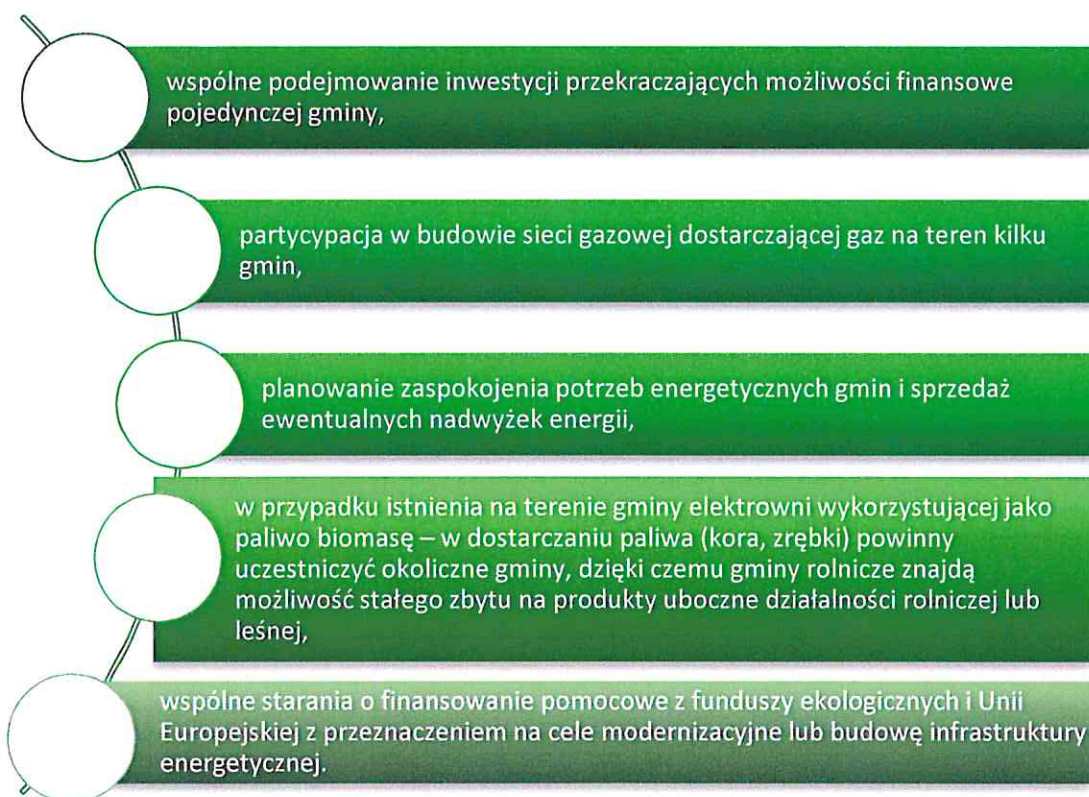 wspólne podejmowanie inwestycji przekraczających możliwości finansowe
pojedynczej gminy,
partycypacja w budowie sieci gazowej dostarczającej gaz na teren kilku
gmin,
planowanie zaspokojenia potrzeb energetycznych gmin i sprzedaż
ewentualnych nadwyżek energii,
w przypadku istnienia na terenie gminy elektrowni wykorzystującej jako
paliwo biomasę – w dostarczaniu paliwa (kora, zrębki) powinny
uczestniczyć okoliczne gminy, dzięki czemu gminy rolnicze znajdą
możliwość stałego zbytu na produkty uboczne działalności rolniczej lub
leśnej,
wspólne starania o finansowanie pomocowe z funduszy ekologicznych i Unii
Europejskiej z przeznaczeniem na cele modernizacyjne lub budowę infrastruktury
energetycznej.